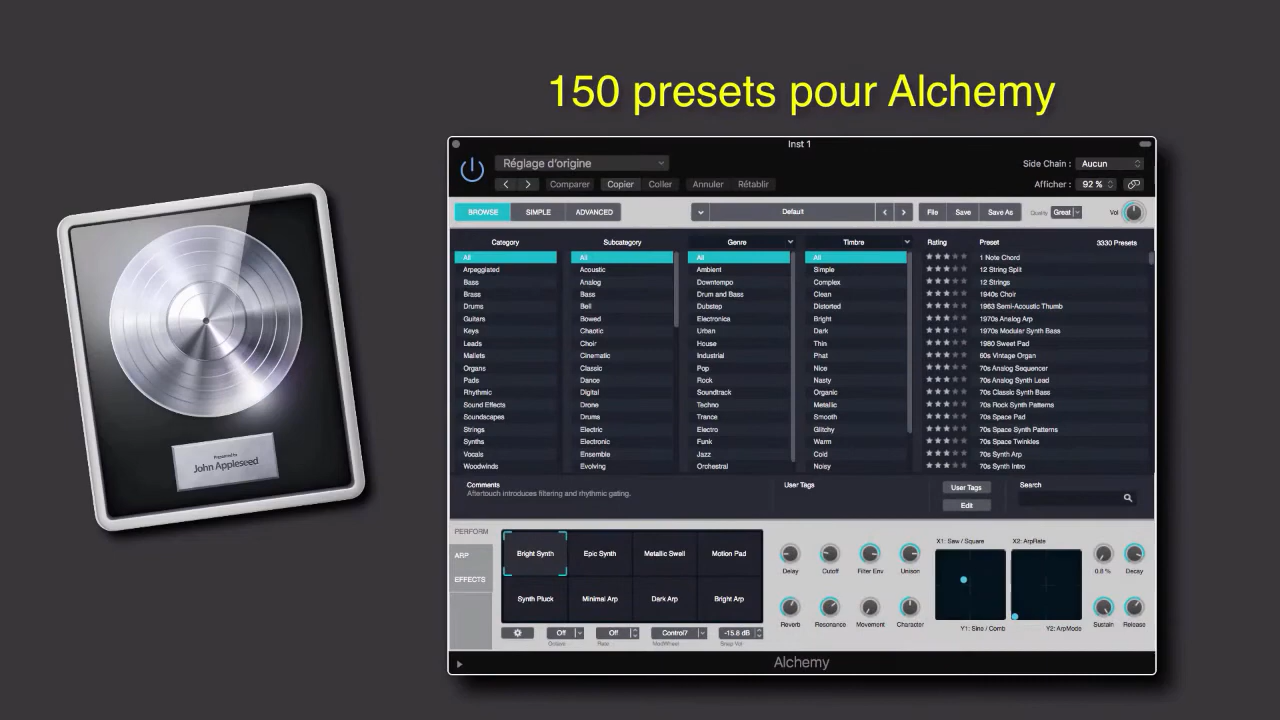 150 presets pour Alchemy
Inst 1
Réglage d'origine
Side Chain : Aucun
Comparer Copier Coller Annuler Rétablir
Afficher : 92 %
BROWSE SIMPLE ADVANCED Default File Save Save As Quality Great Vol
Category Subcategory Genre Timbre Rating Preset 3330 Presets
All All All All 1 Note Chord
Arpeggiated Acoustic Ambient Simple 12 String Split
Bass Analog Downtempo Complex 12 Strings
Brass Bass Drum and Bass Clean 1940s Choir
Drums Bell Dubstep Distorted 1963 Semi-Acoustic Thumb
Guitars Bowed Electronica Bright 1970s Analog Arp
Keys Chaotic Urban Dark 1970s Modular Synth Bass
Leads Choir House Thin 1980 Sweet Pad
Mallets Cinematic Industrial Phat 60s Vintage Organ
Organs Classic Pop Nice 70s Analog Sequencer
Pads Dance Rock Nasty 70s Analog Synth Lead
Rhythmic Digital Soundtrack Organic 70s Classic Synth Bass
Sound Effects Drone Techno Metallic 70s Rock Synth Patterns
Soundscapes Drums Trance Smooth 70s Space Pad
Strings Electric Electro Glitchy 70s Space Synth Patterns
Synths Electronic Funk Warm 70s Space Twinkles
Vocals Ensemble Jazz Cold 70s Synth Arp
Woodwinds Evolving Orchestral Noisy 70s Synth Intro
Comments User Tags User Tags Search
Aftertouch introduces filtering and rhythmic gating.
Edit
PERFORM
ARP
EFFECTS
Bright Synth Epic Synth Metallic Swell Motion Pad
Synth Pluck Minimal Arp Dark Arp Bright Arp
Off Off Control7 -15.8 dB
Octave Rate ModWheel Snap Vol
Delay Cutoff Filter Env Unison
Reverb Resonance Movement Character
X1: Saw / Square X2: ArpRate
Y1: Sine / Comb Y2: ArpMode
0.8 % Decay
Sustain Release
Alchemy
Presented by
John Appleseed